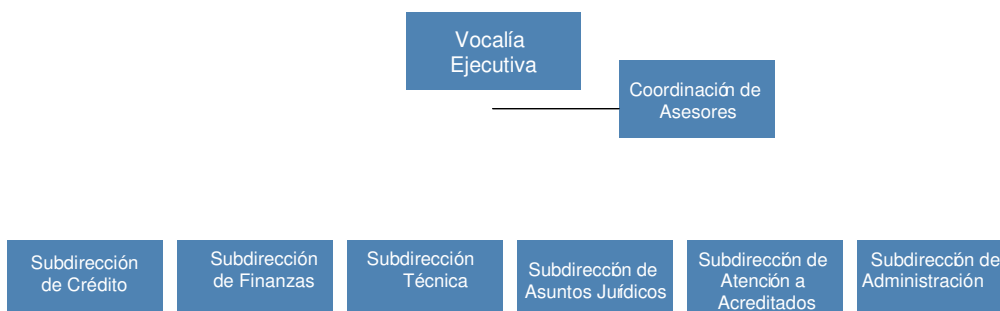 Vocalía
Ejecutiva
Coordinación de
Asesores
Subdirección
de Crédito
Subdirección
de Finanzas
Subdirección
Técnica
Subdirección de
Asuntos Jurídicos
Subdirección de
Atención a
Acreditados
Subdirección de
Administración